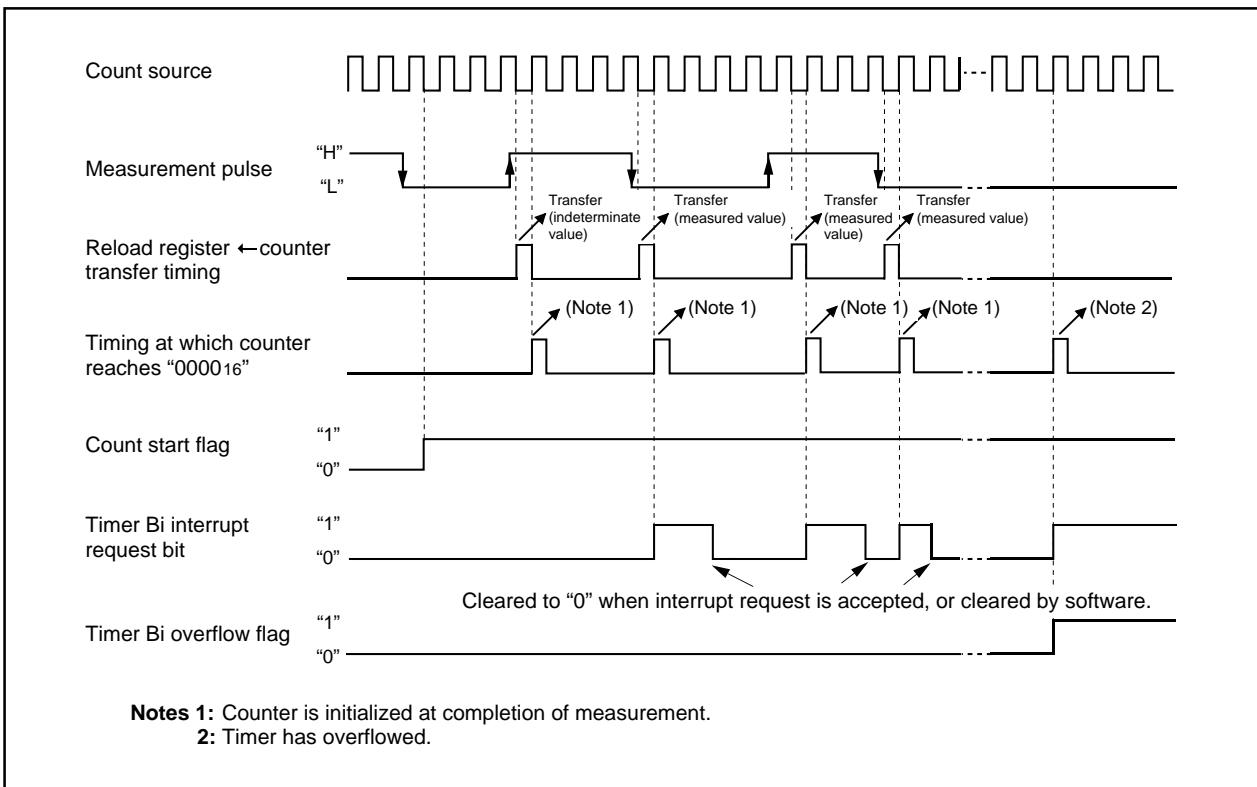 Count source
“H”
Measurement pulse
“L”
Transfer
(indeterminate
value)
Transfer
(measured value)
Transfer
(measured
value)
Transfer
(measured value)
Reload register ←counter
transfer timing
(Note 1)
(Note 1)
(Note 1)
(Note 1)
(Note 2)
Timing at which counter
reaches “000016”
“1”
Count start flag
“0”
Timer Bi interrupt
request bit
“1”
“0”
Cleared to “0” when interrupt request is accepted, or cleared by software.
“1”
Timer Bi overflow flag
“0”
Notes 1: Counter is initialized at completion of measurement.
2: Timer has overflowed.